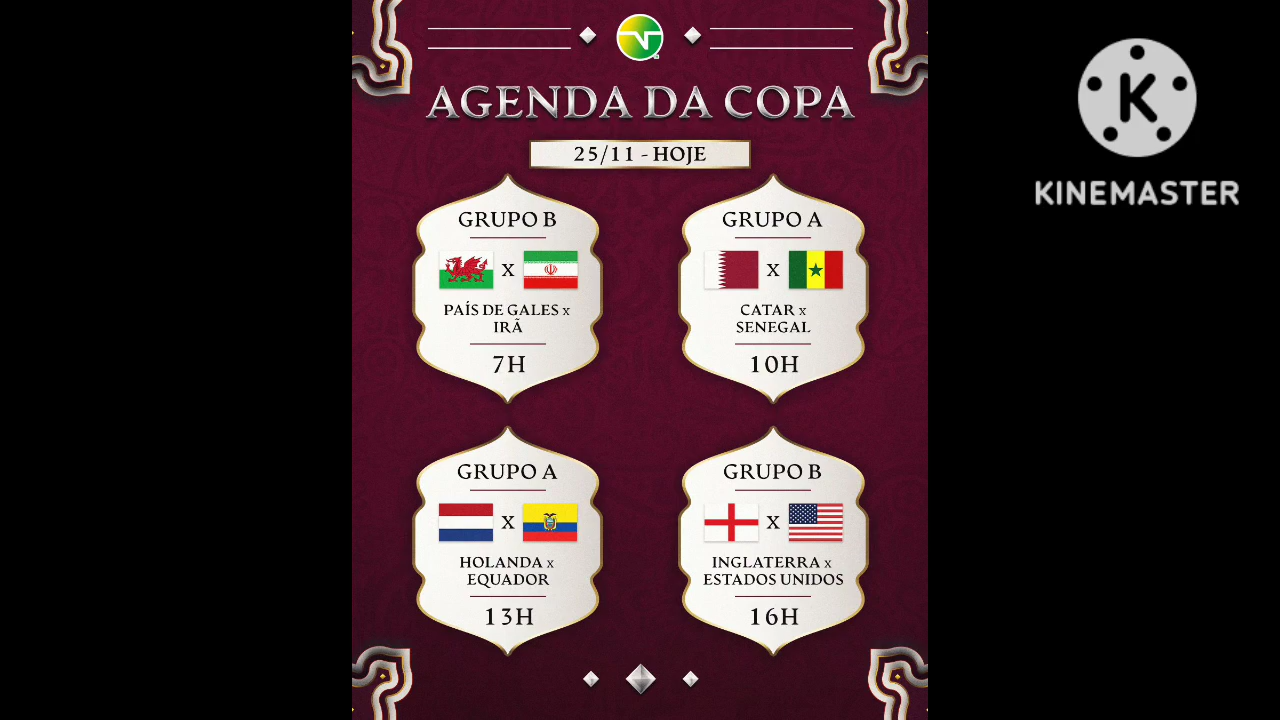 AGENDA DA COPA
25/11 - HOJE
GRUPO B
X
PAÍS DE GALES x
IRÃ
7H
GRUPO A
X
CATAR x
SENEGAL
10H
GRUPO A
X
HOLANDA x
EQUADOR
13H
GRUPO B
X
INGLATERRA x
ESTADOS UNIDOS
16H
K
KINEMASTER